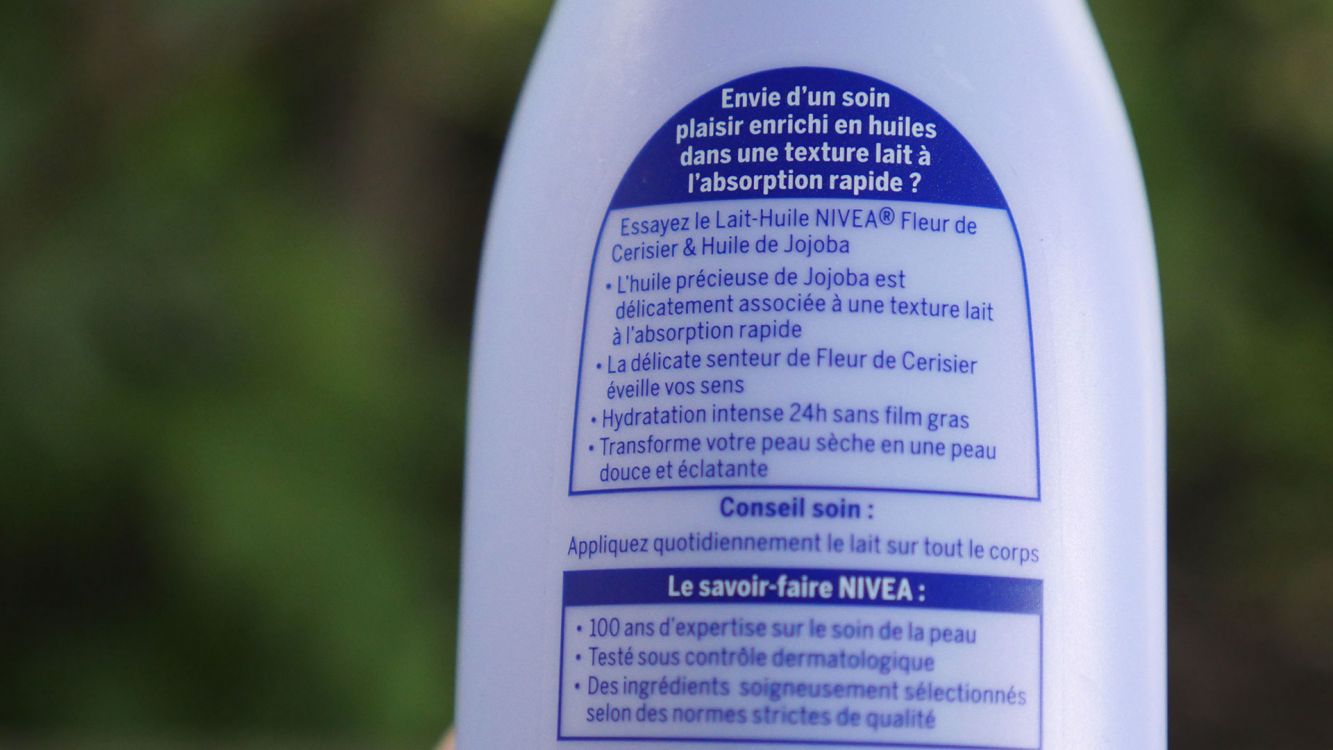 Envie d'un soin
plaisir enrichi en huiles
dans une texture lait à
l'absorption rapide ?
Essayez le Lait-Huile NIVEA® Fleur de
Cerisier & Huile de Jojoba
• L'huile précieuse de Jojoba est
délicatement associée à une texture lait
à l'absorption rapide
• La délicate senteur de Fleur de Cerisier
éveille vos sens
• Hydratation intense 24h sans film gras
• Transforme votre peau sèche en une peau
douce et éclatante
Conseil soin :
Appliquez quotidiennement le lait sur tout le corps
Le savoir-faire NIVEA :
• 100 ans d'expertise sur le soin de la peau
• Testé sous contrôle dermatologique
• Des ingrédients soigneusement sélectionnés
selon des normes strictes de qualité